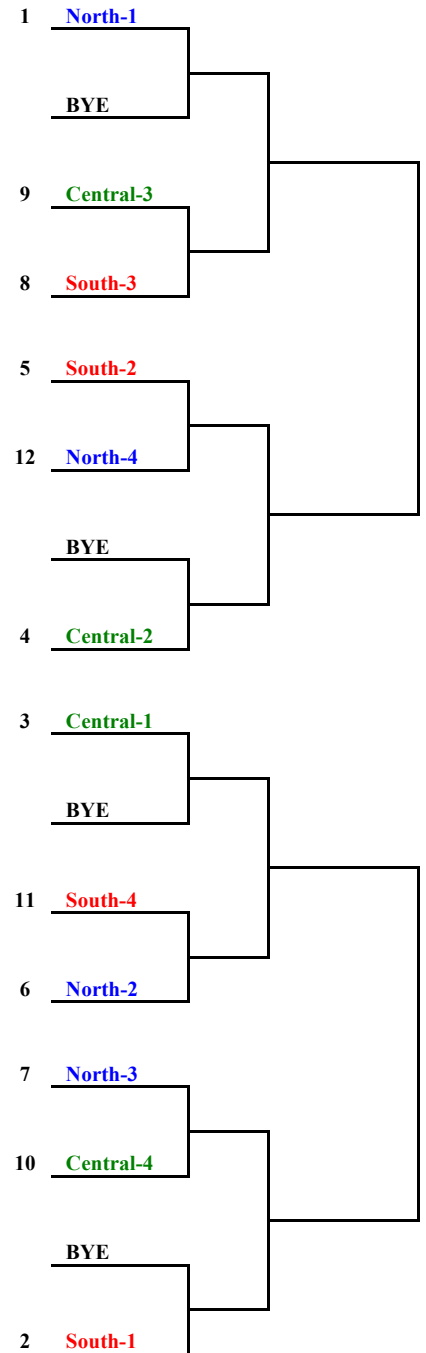 1 North-1
BYE
9 Central-3
8 South-3
5 South-2
12 North-4
BYE
4 Central-2
3 Central-1
BYE
11 South-4
6 North-2
7 North-3
10 Central-4
BYE
2 South-1